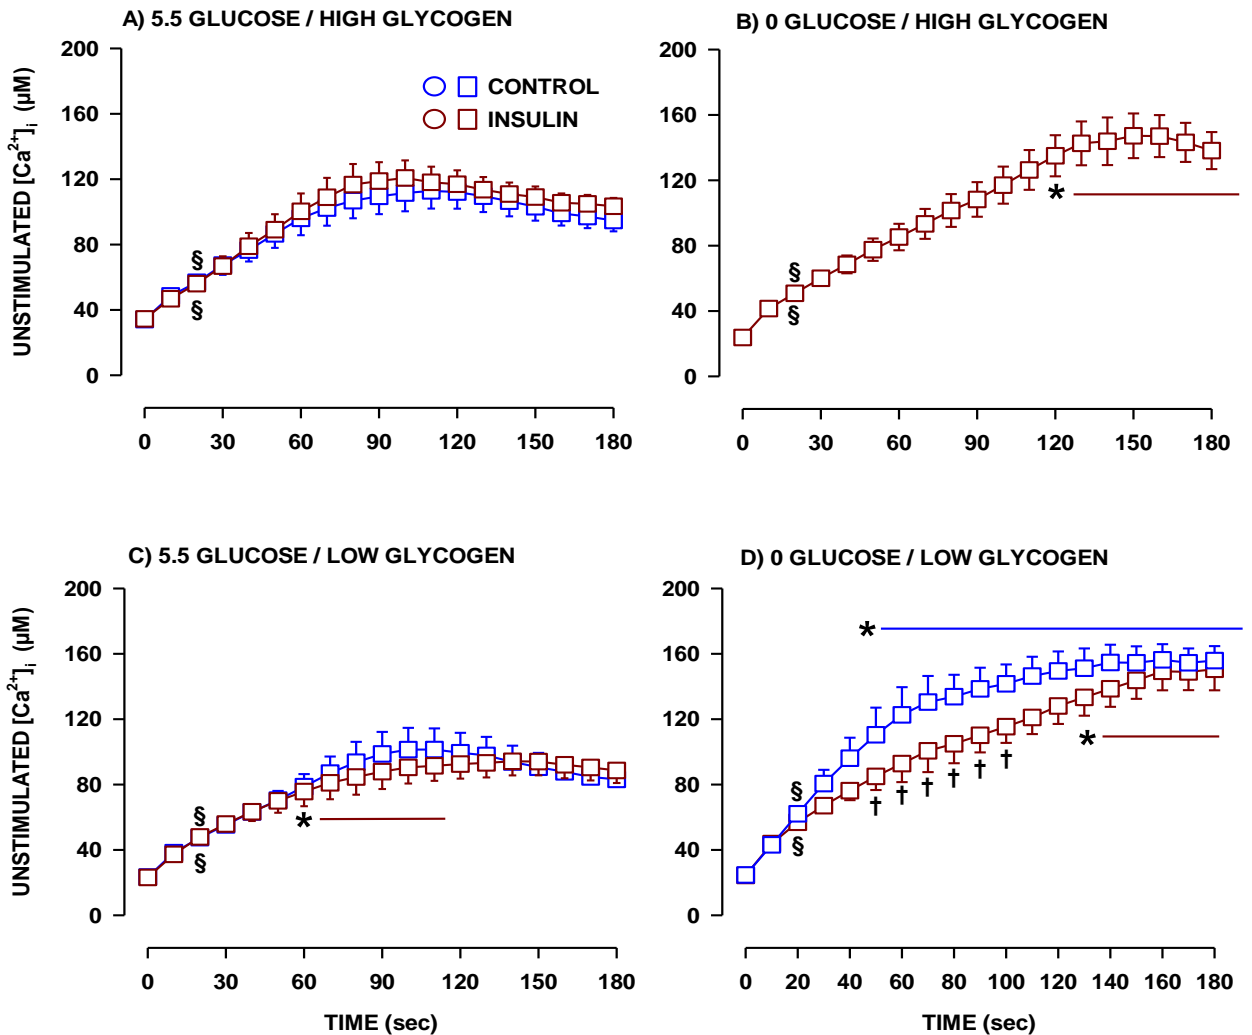 A) 5.5 GLUCOSE / HIGH GLYCOGEN
UNSTIMULATED [Ca²⁺]ᵢ (µM)
200
160
120
80
40
0
CONTROL
INSULIN
§
§
0 30 60 90 120 150 180
B) 0 GLUCOSE / HIGH GLYCOGEN
200
160
120
80
40
0
§
§
*
0 30 60 90 120 150 180
C) 5.5 GLUCOSE / LOW GLYCOGEN
UNSTIMULATED [Ca²⁺]ᵢ (µM)
200
160
120
80
40
0
§
§
*
0 30 60 90 120 150 180
TIME (sec)
D) 0 GLUCOSE / LOW GLYCOGEN
200
160
120
80
40
0
*
§
§
† † † † † †
*
0 20 40 60 80 100 120 140 160 180
TIME (sec)